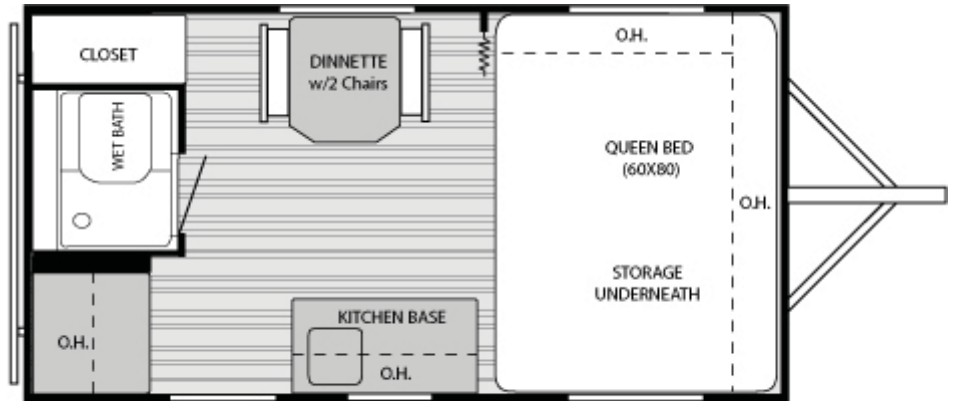 CLOSET
DINNETTE
w/2 Chairs
O.H.
WET BATH
QUEEN BED
(60X80)
O.H.
STORAGE
UNDERNEATH
KITCHEN BASE
O.H.
O.H.